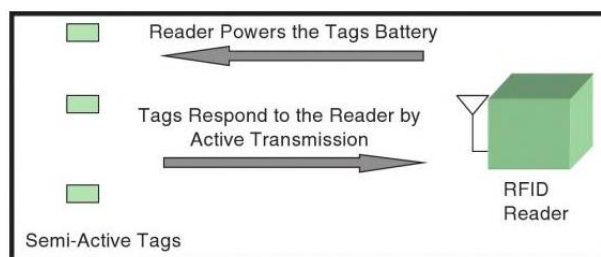 Reader Powers the Tags Battery
Tags Respond to the Reader by
Active Transmission
RFID
Reader
Semi-Active Tags